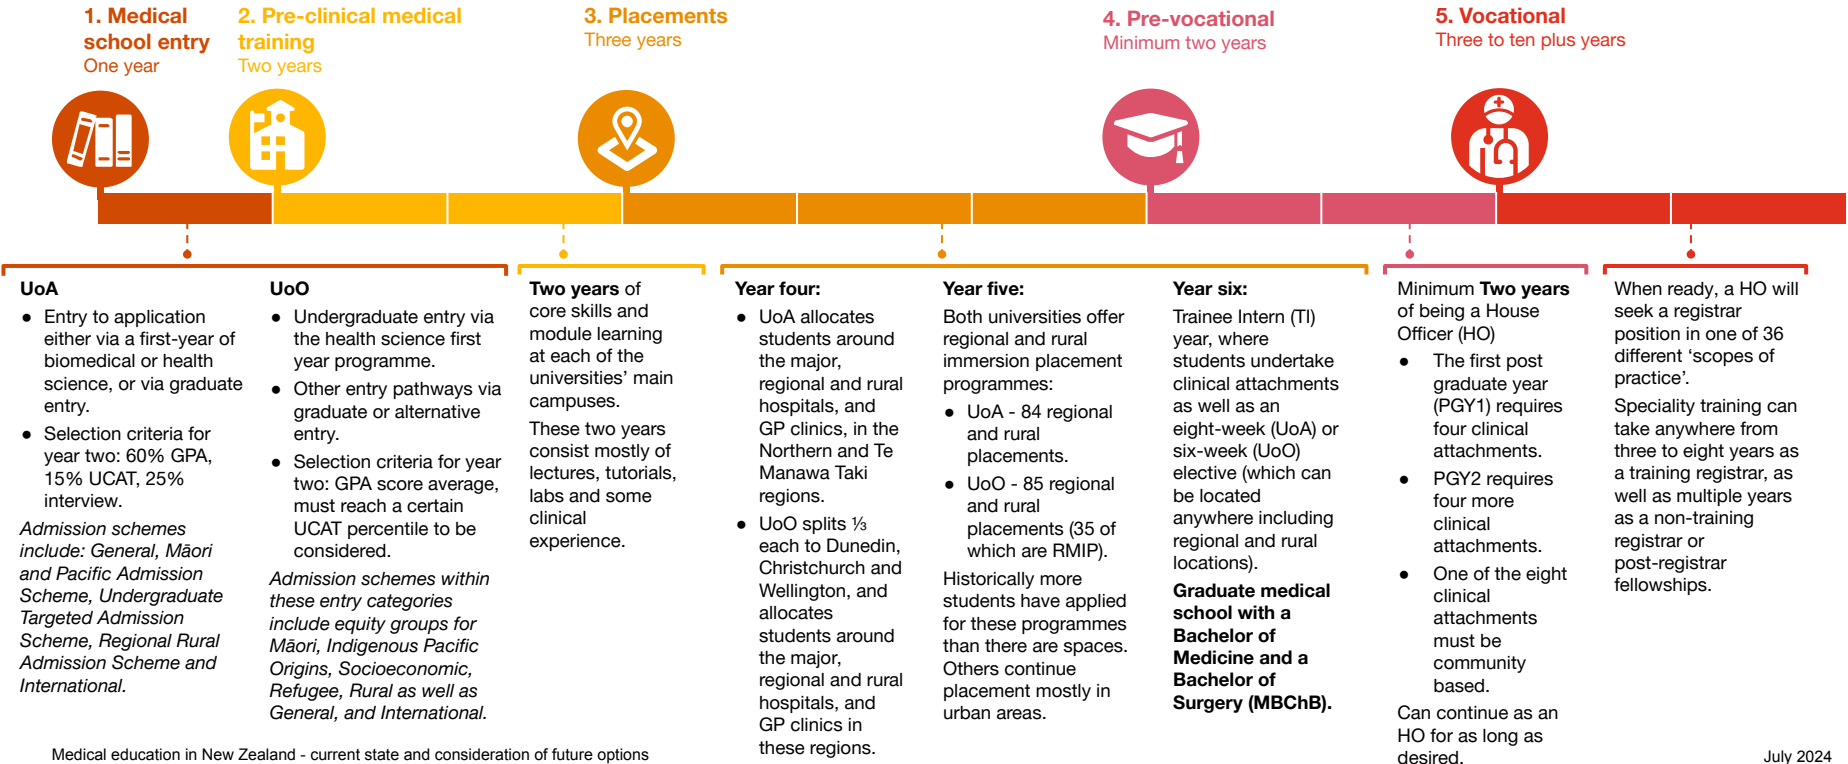 1. Medical
school entry
One year
2. Pre-clinical medical
training
Two years
3. Placements
Three years
4. Pre-vocational
Minimum two years
5. Vocational
Three to ten plus years
UoA
● Entry to application
either via a first-year of
biomedical or health
science, or via graduate
entry.
● Selection criteria for
year two: 60% GPA,
15% UCAT, 25%
interview.
Admission schemes
include: General, Māori
and Pacific Admission
Scheme, Undergraduate
Targeted Admission
Scheme, Regional Rural
Admission Scheme and
International.
UoO
● Undergraduate entry via
the health science first
year programme.
● Other entry pathways via
graduate or alternative
entry.
● Selection criteria for year
two: GPA score average,
must reach a certain
UCAT percentile to be
considered.
Admission schemes within
these entry categories
include equity groups for
Māori, Indigenous Pacific
Origins, Socioeconomic,
Refugee, Rural as well as
General, and International.
Two years of
core skills and
module learning
at each of the
universities’ main
campuses.
These two years
consist mostly of
lectures, tutorials,
labs and some
clinical
experience.
Year four:
● UoA allocates
students around
the major,
regional and rural
hospitals, and
GP clinics, in the
Northern and Te
Manawa Taki
regions.
● UoO splits ⅓
each to Dunedin,
Christchurch and
Wellington, and
allocates
students around
the major,
regional and rural
hospitals, and
GP clinics in
these regions.
Year five:
Both universities offer
regional and rural
immersion placement
programmes:
● UoA - 84 regional
and rural
placements.
● UoO - 85 regional
and rural
placements (35 of
which are RMIP).
Historically more
students have applied
for these programmes
than there are spaces.
Others continue
placement mostly in
urban areas.
Year six:
Trainee Intern (TI)
year, where
students undertake
clinical attachments
as well as an
eight-week (UoA) or
six-week (UoO)
elective (which can
be located
anywhere including
regional and rural
locations).
Graduate medical
school with a
Bachelor of
Medicine and a
Bachelor of
Surgery (MBChB).
Minimum Two years
of being a House
Officer (HO)
● The first post
graduate year
(PGY1) requires
four clinical
attachments.
● PGY2 requires
four more
clinical
attachments.
● One of the eight
clinical
attachments
must be
community
based.
Can continue as an
HO for as long as
desired.
When ready, a HO will
seek a registrar
position in one of 36
different ‘scopes of
practice’.
Speciality training can
take anywhere from
three to eight years as
a training registrar, as
well as multiple years
as a non-training
registrar or
post-registrar
fellowships.
Medical education in New Zealand - current state and consideration of future options
July 2024